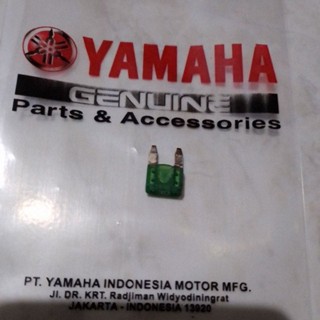 YAMAHA
GENUINE
Parts & Accessories
PT. YAMAHA INDONESIA MOTOR MFG.
Jl. DR. KRT. Radjiman Widyodiningrat
JAKARTA - INDONESIA 13920